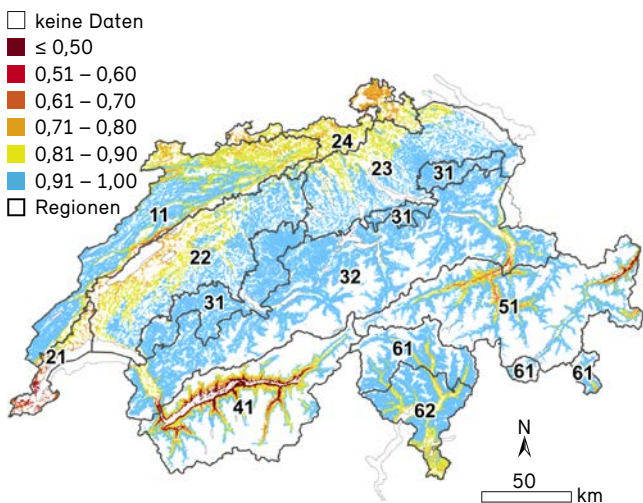 keine Daten
≤ 0,50
0,51 – 0,60
0,61 – 0,70
0,71 – 0,80
0,81 – 0,90
0,91 – 1,00
Regionen
24
23
31
11
31
22
32
31
51
21
61
61
61
41
62
N
50
km